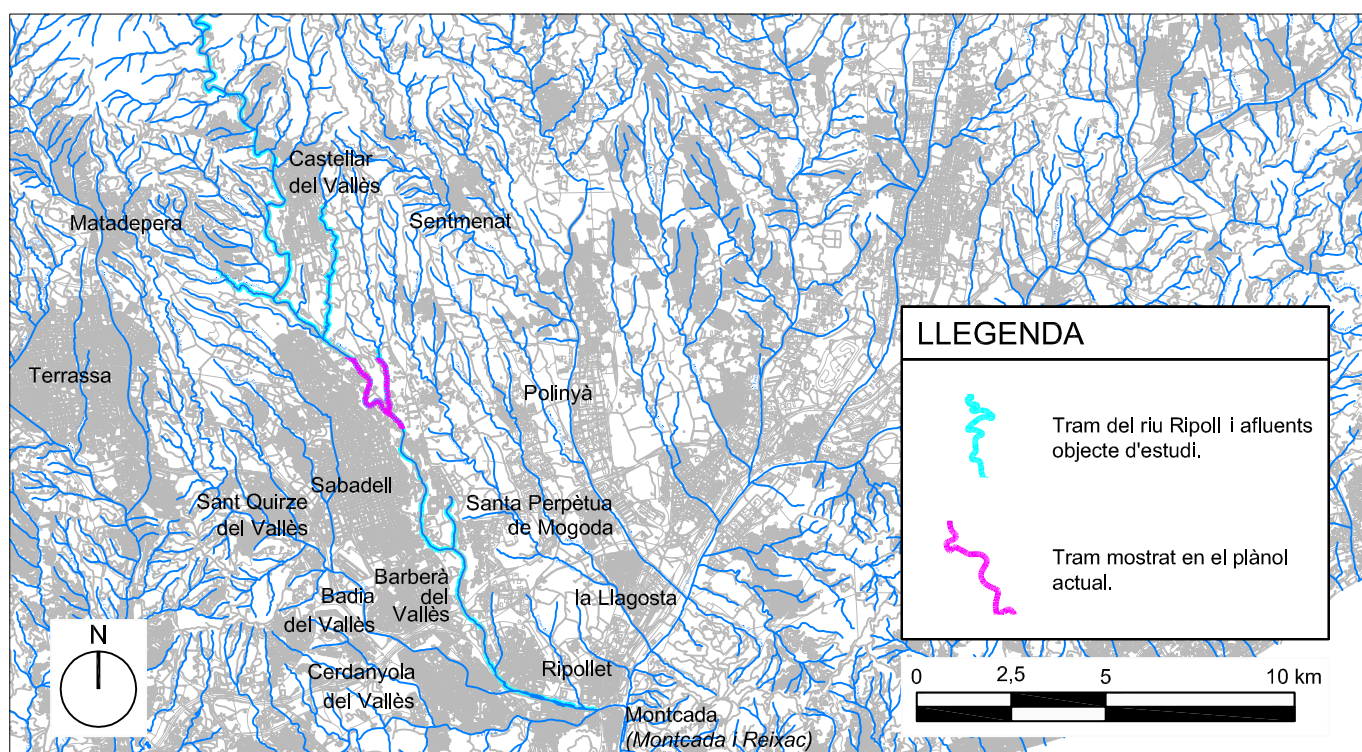 Castellar
del Vallès
Matadepera
Sentmenat
Terrassa
Polinyà
Sabadell
Sant Quirze
del Vallès
Santa Perpètua
de Mogoda
Barberà
del
Vallès
Badia
del Vallès
la Llagosta
Ripollet
Cerdanyola
del Vallès
Montcada
(Montcada i Reixac)
N
LLEGENDA
Tram del riu Ripoll i afluents
objecte d'estudi.
Tram mostrat en el plànol
actual.
0 2,5 5 10 km